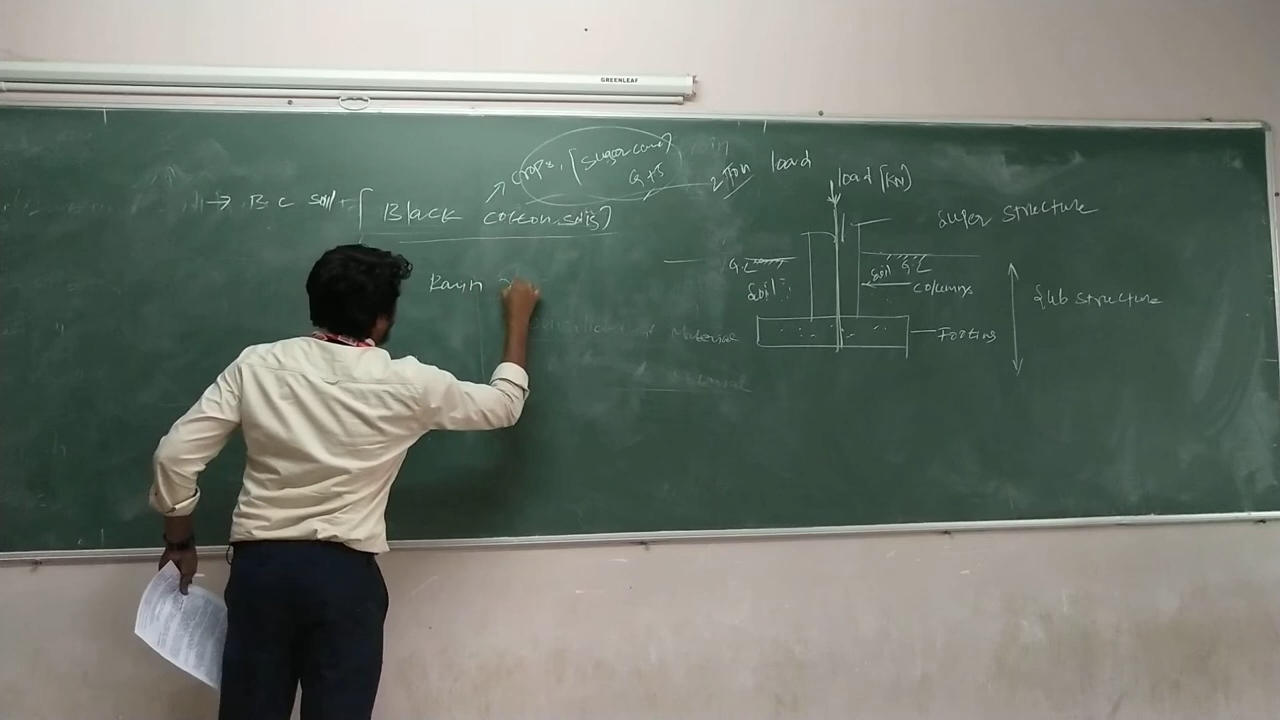 GREENLEAF
crops, [Sugarcane]
G+5
2 Ton load
load [KN]
→ B C soil → [Black cotton soils]
Super structure
G.L
Soil
Soil G.L
columns
Sub structure
Rain
Material
Footing